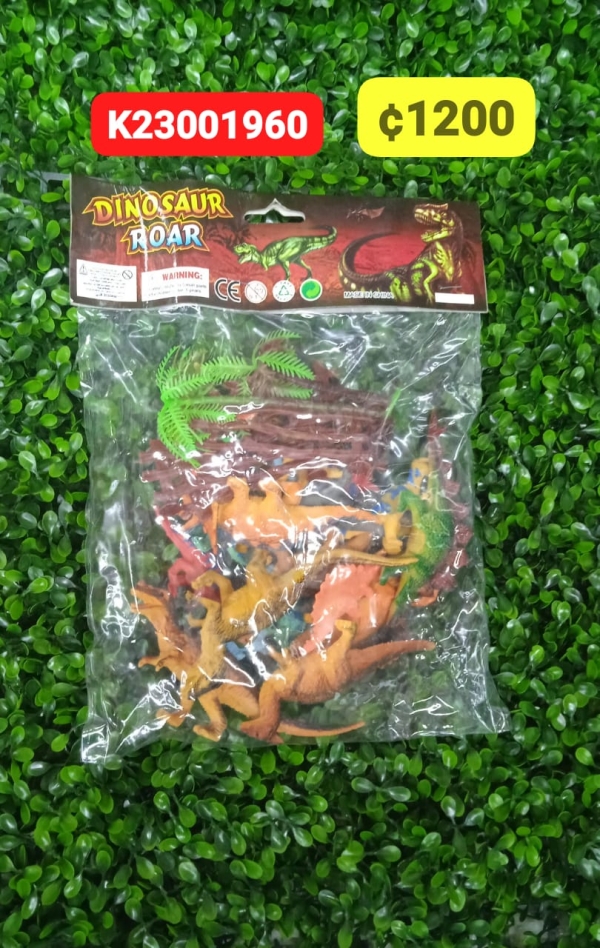 K23001960
¢1200
DINOSAUR
ROAR
WARNING:
CE
MADE IN CHINA